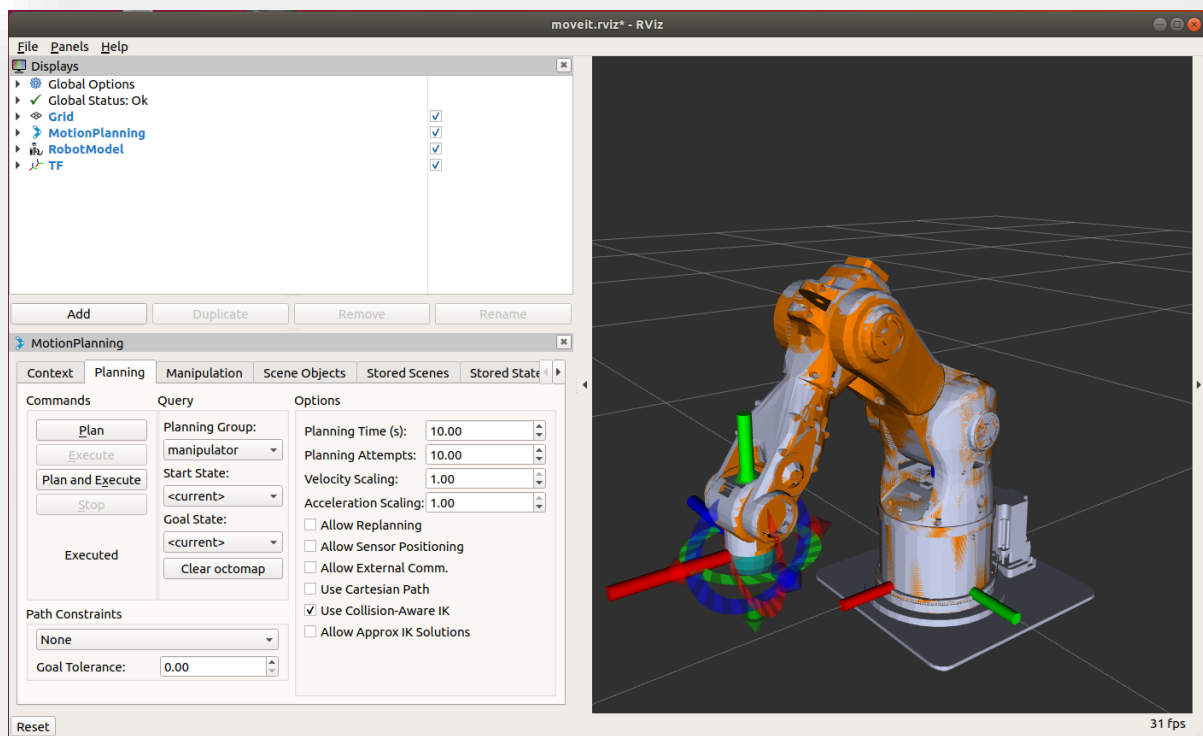 moveit.rviz* - RViz
File Panels Help
Displays
Global Options
Global Status: Ok
Grid
MotionPlanning
RobotModel
TF
Add Duplicate Remove Rename
MotionPlanning
Context Planning Manipulation Scene Objects Stored Scenes Stored State
Commands
Plan
Execute
Plan and Execute
Stop
Executed
Query
Planning Group:
manipulator
Start State:
<current>
Goal State:
<current>
Clear octomap
Options
Planning Time (s): 10.00
Planning Attempts: 10.00
Velocity Scaling: 1.00
Acceleration Scaling: 1.00
Allow Replanning
Allow Sensor Positioning
Allow External Comm.
Use Cartesian Path
Use Collision-Aware IK
Allow Approx IK Solutions
Path Constraints
None
Goal Tolerance: 0.00
Reset
31 fps